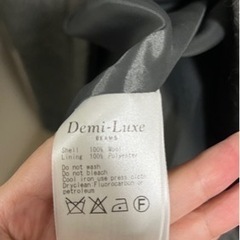 Demi-Luxe
BEAMS
Shell 100% Wool
Lining 100% Polyester
Do not wash
Do not bleach
Cool iron use press cloth
Dryclean Fluorocarbon or
petroleum
F